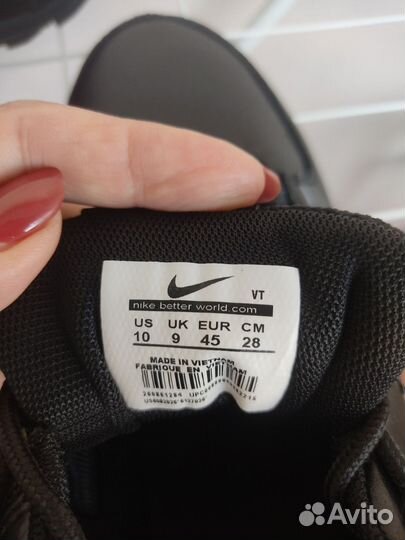 VT
nike better world.com
US UK EUR CM
10 9 45 28
MADE IN VIETNAM
FABRIQUE EN VIETNAM
Avito